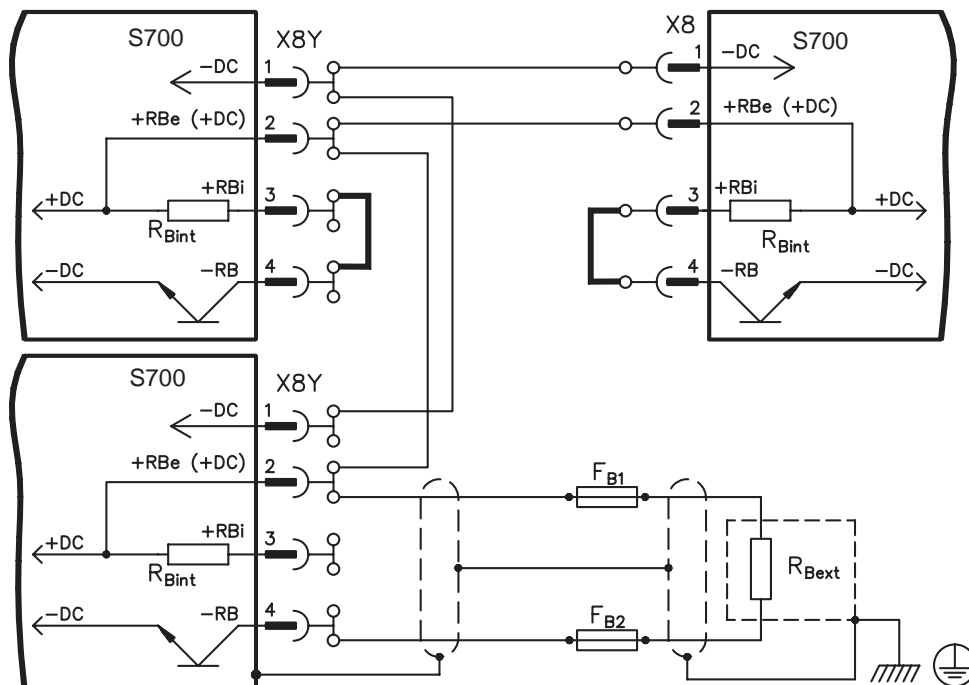 S700 X8Y
1 −DC
2 +RBe (+DC)
3 +RBi
+DC
RBint
4 −RB
−DC
X8 S700
1 −DC
2 +RBe (+DC)
3 +RBi
+DC
RBint
4 −RB
−DC
S700 X8Y
1 −DC
2 +RBe (+DC)
3 +RBi
+DC
RBint
4 −RB
−DC
FB1
RBext
FB2